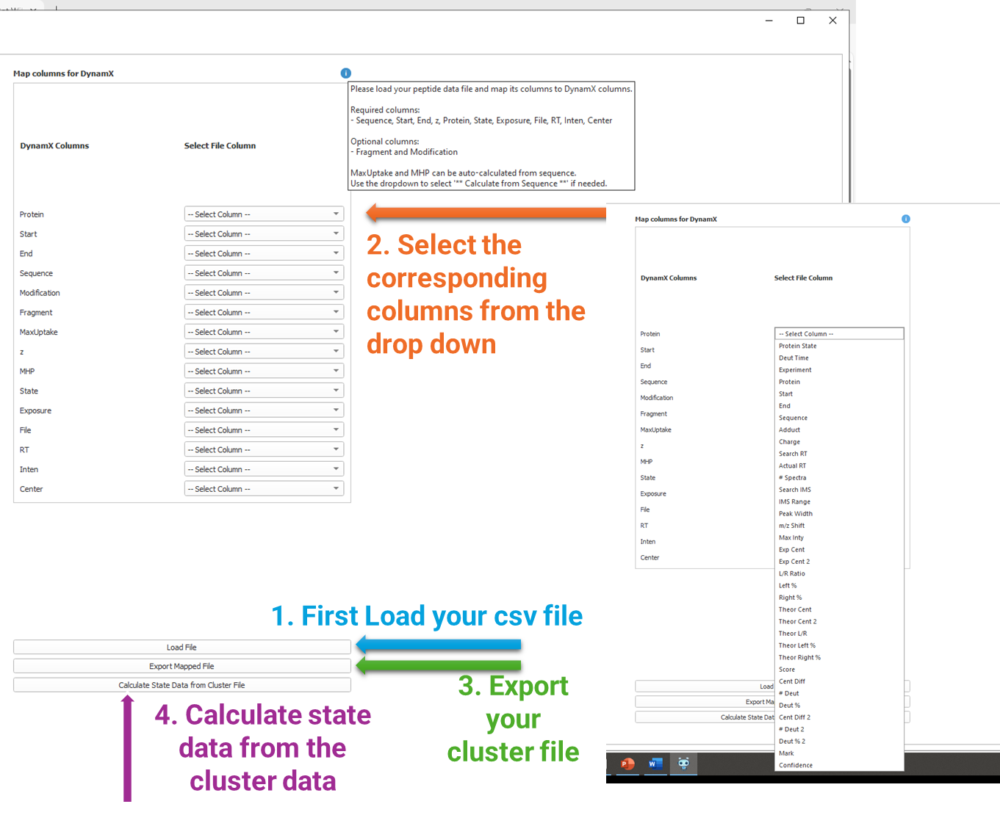 Map columns for DynamX
i
Please load your peptide data file and map its columns to DynamX columns.
Required columns:
- Sequence, Start, End, z, Protein, State, Exposure, File, RT, Inten, Center
Optional columns:
- Fragment and Modification
MaxUptake and MHP can be auto-calculated from sequence.
Use the dropdown to select '** Calculate from Sequence **' if needed.
DynamX Columns Select File Column
Protein -- Select Column --
Start -- Select Column --
End -- Select Column --
Sequence -- Select Column --
Modification -- Select Column --
Fragment -- Select Column --
MaxUptake -- Select Column --
z -- Select Column --
MHP -- Select Column --
State -- Select Column --
Exposure -- Select Column --
File -- Select Column --
RT -- Select Column --
Inten -- Select Column --
Center -- Select Column --
2. Select the
corresponding
columns from the
drop down
1. First Load your csv file
Load File
Export Mapped File
Calculate State Data from Cluster File
3. Export
your
cluster file
4. Calculate state
data from the
cluster data
Map columns for DynamX
i
DynamX Columns Select File Column
Protein
Start
End
Sequence
Modification
Fragment
MaxUptake
z
MHP
State
Exposure
File
RT
Inten
Center
-- Select Column --
Protein State
Deut Time
Experiment
Protein
Start
End
Sequence
Adduct
Charge
Search RT
Actual RT
# Spectra
Search IMS
IMS Range
Peak Width
m/z Shift
Max Inty
Exp Cent
Exp Cent 2
L/R Ratio
Left %
Right %
Theor Cent
Theor Cent 2
Theor L/R
Theor Left %
Theor Right %
Score
Cent Diff
# Deut
Deut %
Cent Diff 2
# Deut 2
Deut % 2
Mark
Confidence
Load
Export Ma
Calculate State Dat
P
W